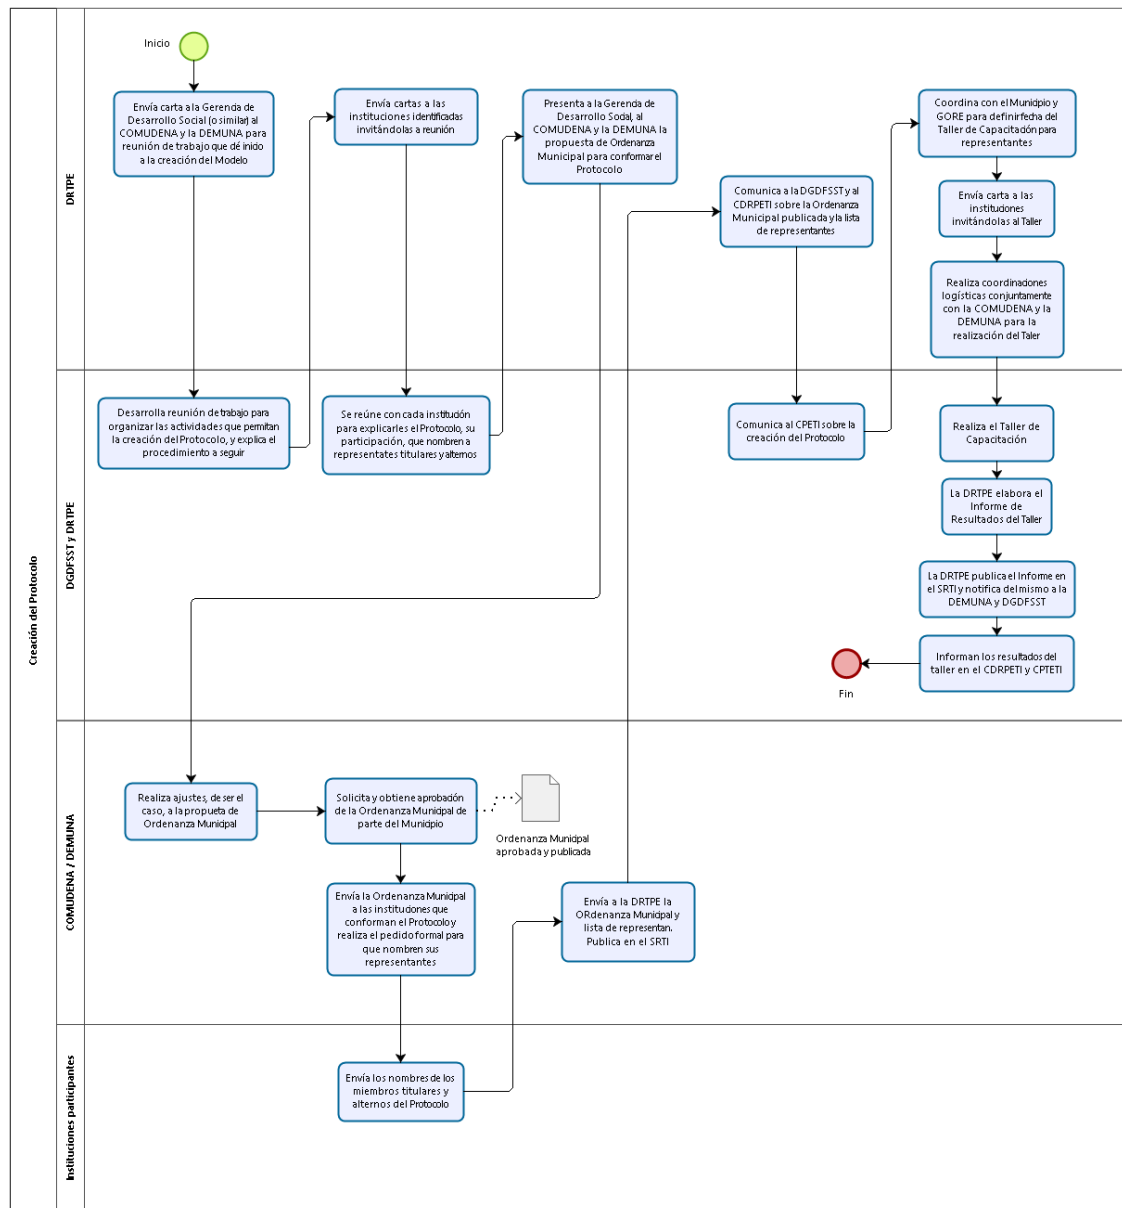 Creación del Protocolo
DRTPE
Inicio
Envía carta a la Gerencia de
Desarrollo Social (o similar) al
COMUDENA y la DEMUNA para
reunión de trabajo que dé inicio
a la creación del Modelo
Envía cartas a las
instituciones identificadas
invitándolas a reunión
Presenta a la Gerencia de
Desarrollo Social, al
COMUDENA y la DEMUNA la
propuesta de Ordenanza
Municipal para conformar el
Protocolo
Comunica a la DGDFSST y al
CDRPETI sobre la Ordenanza
Municipal publicada y la lista
de representantes
Coordina con el Municipio y
GORE para definir fecha del
Taller de Capacitación para
representantes
Envía carta a las
instituciones
invitándolas al Taller
Realiza coordinaciones
logísticas conjuntamente
con la COMUDENA y la
DEMUNA para la
realización del Taler
DGDFSST y DRTPE
Desarrolla reunión de trabajo para
organizar las actividades que permitan
la creación del Protocolo, y explica el
procedimiento a seguir
Se reúne con cada institución
para explicarles el Protocolo, su
participación, que nombren a
represetates titulares y alternos
Comunica al CPETI sobre la
creación del Protocolo
Realiza el Taller de
Capacitación
La DRTPE elabora el
Informe de
Resultados del Taller
La DRTPE publica el Informe en
el SRTI y notifica del mismo a la
DEMUNA y DGDFSST
Informan los resultados del
taller en el CDRPETI y CPTETI
Fin
COMUDENA / DEMUNA
Realiza ajustes, de ser el
caso, a la propueta de
Ordenanza Municipal
Solicita y obtiene aprobación
de la Ordenanza Municipal de
parte del Municipio
Ordenanza Municipal
aprobada y publicada
Envía la Ordenanza Municipal
a las instituciones que
conforman el Protocolo y
realiza el pedido formal para
que nombren sus
representantes
Envía a la DRTPE la
ORdenanza Municipal y
lista de representan.
Publica en el SRTI
Instituciones participantes
Envía los nombres de los
miembros titulares y
alternos del Protocolo